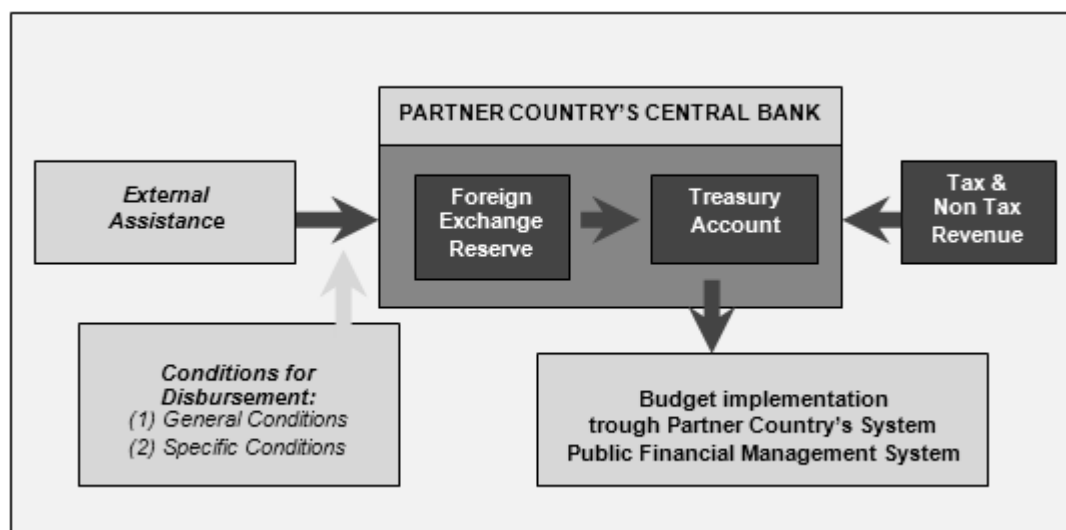 PARTNER COUNTRY'S CENTRAL BANK
External
Assistance
Foreign
Exchange
Reserve
Treasury
Account
Tax &
Non Tax
Revenue
Conditions for
Disbursement:
(1) General Conditions
(2) Specific Conditions
Budget implementation
trough Partner Country's System
Public Financial Management System